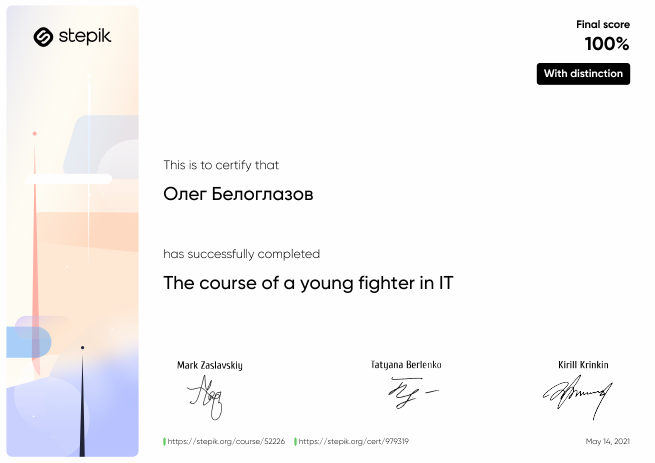 stepik
Final score
100%
With distinction
This is to certify that
Олег Белоглазов
has successfully completed
The course of a young fighter in IT
Mark Zaslavskiy
Tatyana Berlenko
Kirill Krinkin
https://stepik.org/course/52226
https://stepik.org/cert/979319
May 14, 2021